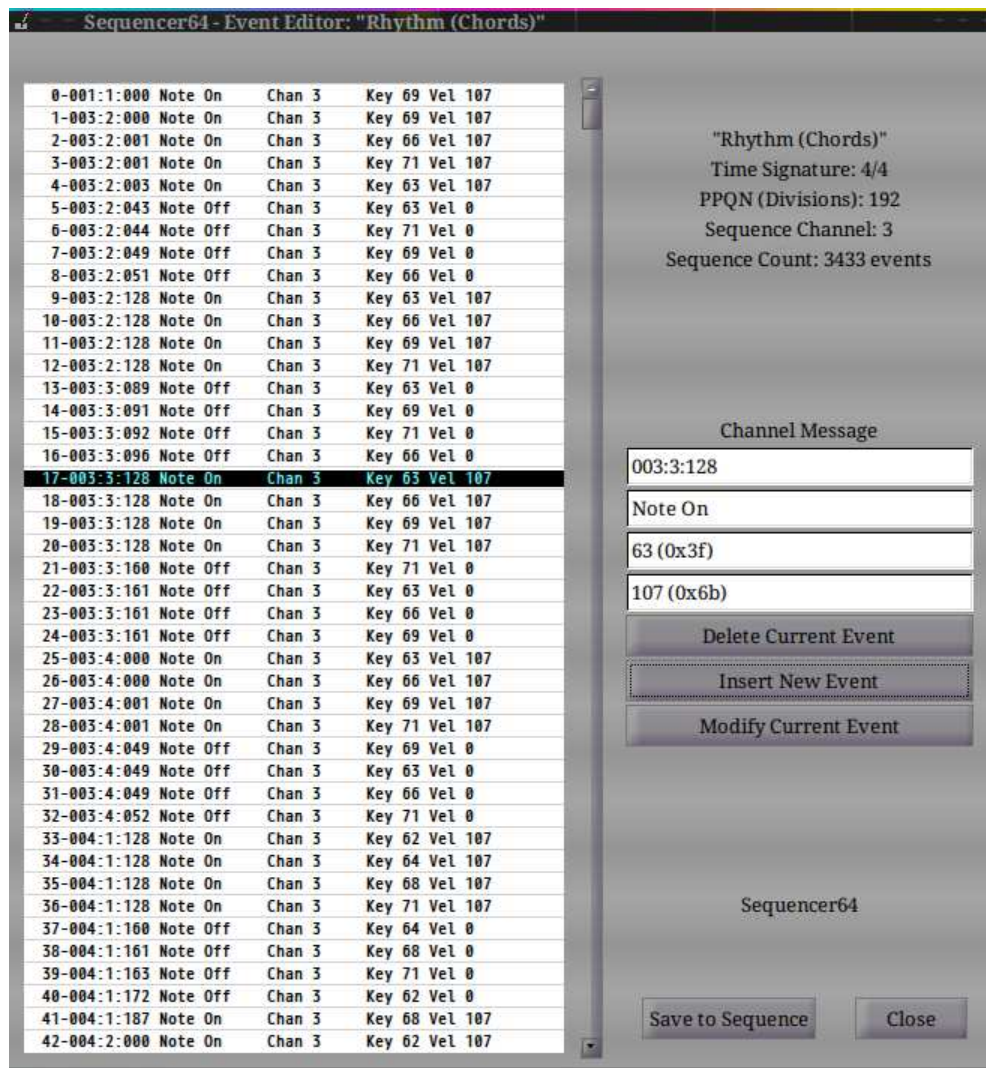 Sequencer64 - Event Editor: "Rhythm (Chords)"
0-001:1:000 Note On Chan 3 Key 69 Vel 107
1-003:2:000 Note On Chan 3 Key 69 Vel 107
2-003:2:001 Note On Chan 3 Key 66 Vel 107
3-003:2:001 Note On Chan 3 Key 71 Vel 107
4-003:2:003 Note On Chan 3 Key 63 Vel 107
5-003:2:043 Note Off Chan 3 Key 63 Vel 0
6-003:2:044 Note Off Chan 3 Key 71 Vel 0
7-003:2:049 Note Off Chan 3 Key 69 Vel 0
8-003:2:051 Note Off Chan 3 Key 66 Vel 0
9-003:2:128 Note On Chan 3 Key 63 Vel 107
10-003:2:128 Note On Chan 3 Key 66 Vel 107
11-003:2:128 Note On Chan 3 Key 69 Vel 107
12-003:2:128 Note On Chan 3 Key 71 Vel 107
13-003:3:089 Note Off Chan 3 Key 63 Vel 0
14-003:3:091 Note Off Chan 3 Key 69 Vel 0
15-003:3:092 Note Off Chan 3 Key 71 Vel 0
16-003:3:096 Note Off Chan 3 Key 66 Vel 0
17-003:3:128 Note On Chan 3 Key 63 Vel 107
18-003:3:128 Note On Chan 3 Key 66 Vel 107
19-003:3:128 Note On Chan 3 Key 69 Vel 107
20-003:3:128 Note On Chan 3 Key 71 Vel 107
21-003:3:160 Note Off Chan 3 Key 71 Vel 0
22-003:3:161 Note Off Chan 3 Key 63 Vel 0
23-003:3:161 Note Off Chan 3 Key 66 Vel 0
24-003:3:161 Note Off Chan 3 Key 69 Vel 0
25-003:4:000 Note On Chan 3 Key 63 Vel 107
26-003:4:000 Note On Chan 3 Key 66 Vel 107
27-003:4:001 Note On Chan 3 Key 69 Vel 107
28-003:4:001 Note On Chan 3 Key 71 Vel 107
29-003:4:049 Note Off Chan 3 Key 69 Vel 0
30-003:4:049 Note Off Chan 3 Key 63 Vel 0
31-003:4:049 Note Off Chan 3 Key 66 Vel 0
32-003:4:052 Note Off Chan 3 Key 71 Vel 0
33-004:1:128 Note On Chan 3 Key 62 Vel 107
34-004:1:128 Note On Chan 3 Key 64 Vel 107
35-004:1:128 Note On Chan 3 Key 68 Vel 107
36-004:1:128 Note On Chan 3 Key 71 Vel 107
37-004:1:160 Note Off Chan 3 Key 64 Vel 0
38-004:1:161 Note Off Chan 3 Key 68 Vel 0
39-004:1:163 Note Off Chan 3 Key 71 Vel 0
40-004:1:172 Note Off Chan 3 Key 62 Vel 0
41-004:1:187 Note On Chan 3 Key 68 Vel 107
42-004:2:000 Note On Chan 3 Key 62 Vel 107
"Rhythm (Chords)"
Time Signature: 4/4
PPQN (Divisions): 192
Sequence Channel: 3
Sequence Count: 3433 events
Channel Message
003:3:128
Note On
63 (0x3f)
107 (0x6b)
Delete Current Event
Insert New Event
Modify Current Event
Sequencer64
Save to Sequence
Close